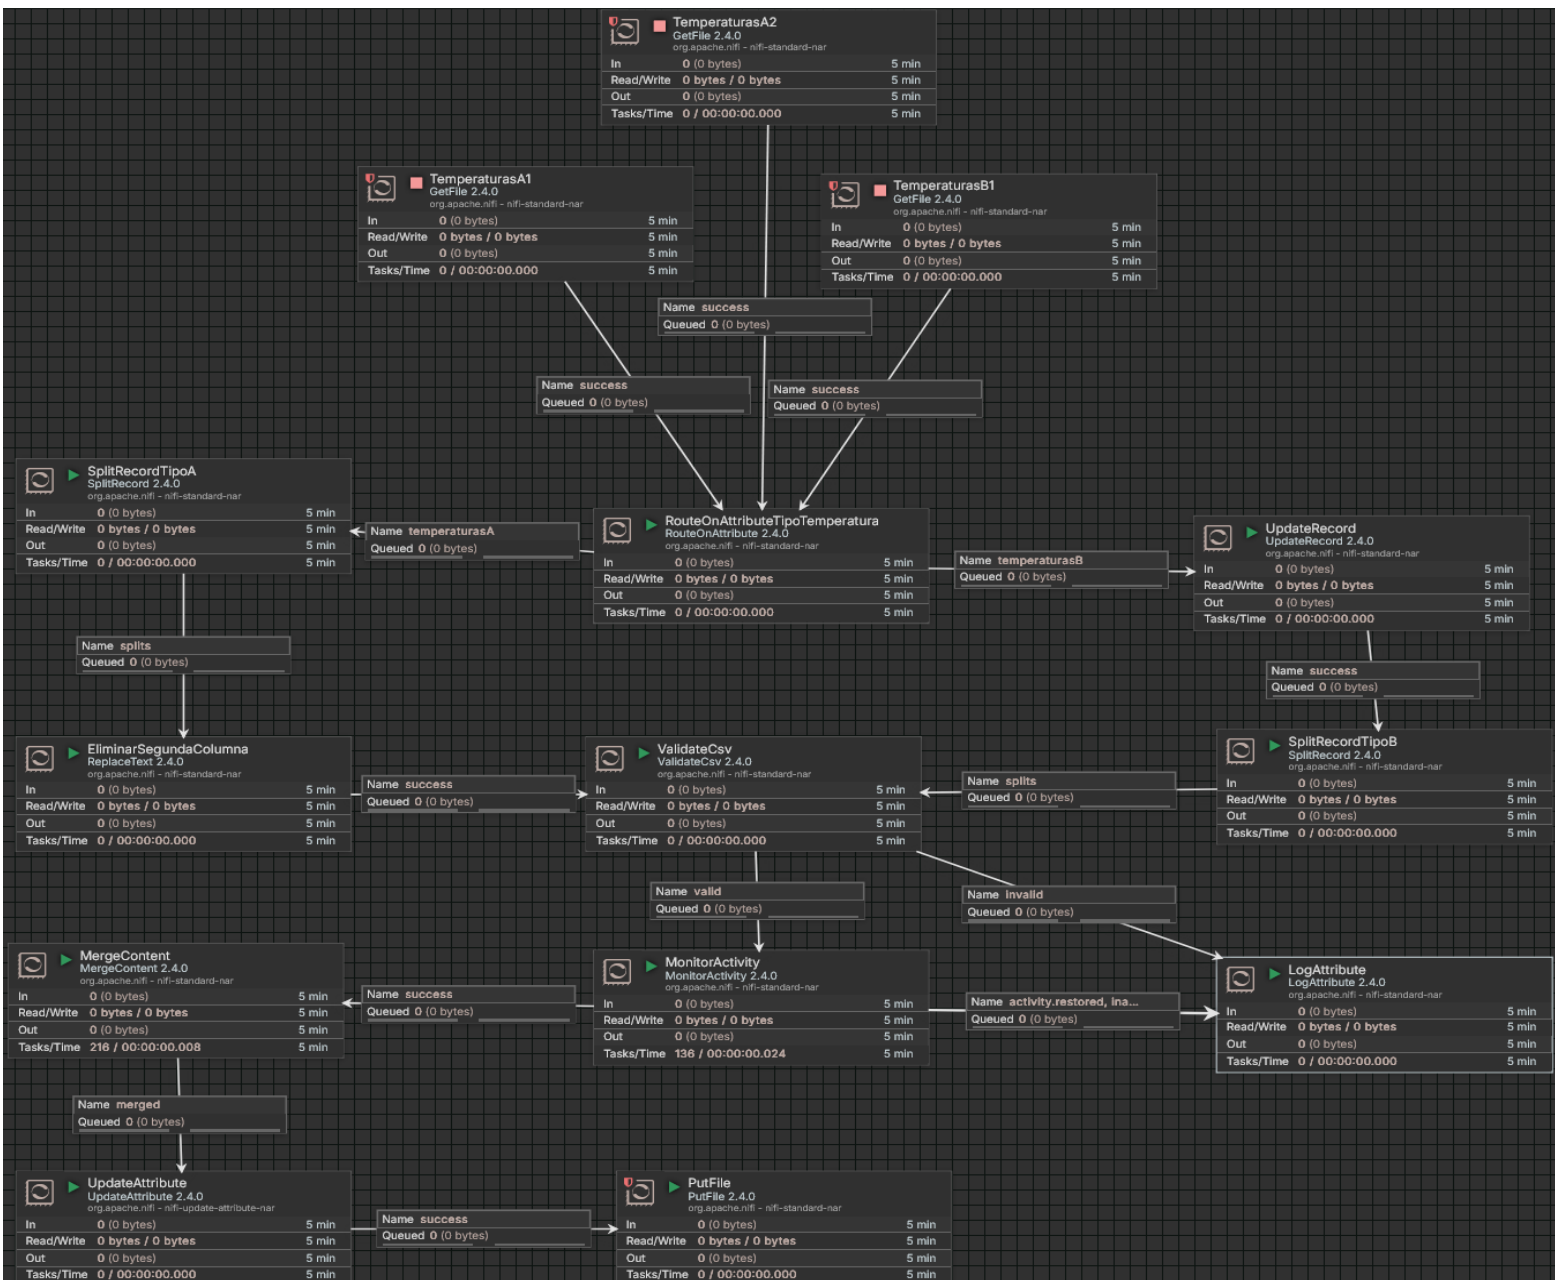 TemperaturasA2
GetFile 2.4.0
org.apache.nifi - nifi-standard-nar
In 0 (0 bytes) 5 min
Read/Write 0 bytes / 0 bytes 5 min
Out 0 (0 bytes) 5 min
Tasks/Time 0 / 00:00:00.000 5 min
TemperaturasA1
GetFile 2.4.0
org.apache.nifi - nifi-standard-nar
In 0 (0 bytes) 5 min
Read/Write 0 bytes / 0 bytes 5 min
Out 0 (0 bytes) 5 min
Tasks/Time 0 / 00:00:00.000 5 min
TemperaturasB1
GetFile 2.4.0
org.apache.nifi - nifi-standard-nar
In 0 (0 bytes) 5 min
Read/Write 0 bytes / 0 bytes 5 min
Out 0 (0 bytes) 5 min
Tasks/Time 0 / 00:00:00.000 5 min
Name success
Queued 0 (0 bytes)
Name success
Queued 0 (0 bytes)
Name success
Queued 0 (0 bytes)
SplitRecordTipoA
SplitRecord 2.4.0
org.apache.nifi - nifi-standard-nar
In 0 (0 bytes) 5 min
Read/Write 0 bytes / 0 bytes 5 min
Out 0 (0 bytes) 5 min
Tasks/Time 0 / 00:00:00.000 5 min
Name temperaturasA
Queued 0 (0 bytes)
RouteOnAttributeTipoTemperatura
RouteOnAttribute 2.4.0
org.apache.nifi - nifi-standard-nar
In 0 (0 bytes) 5 min
Read/Write 0 bytes / 0 bytes 5 min
Out 0 (0 bytes) 5 min
Tasks/Time 0 / 00:00:00.000 5 min
Name temperaturasB
Queued 0 (0 bytes)
UpdateRecord
UpdateRecord 2.4.0
org.apache.nifi - nifi-standard-nar
In 0 (0 bytes) 5 min
Read/Write 0 bytes / 0 bytes 5 min
Out 0 (0 bytes) 5 min
Tasks/Time 0 / 00:00:00.000 5 min
Name splits
Queued 0 (0 bytes)
Name success
Queued 0 (0 bytes)
EliminarSegundaColumna
ReplaceText 2.4.0
org.apache.nifi - nifi-standard-nar
In 0 (0 bytes) 5 min
Read/Write 0 bytes / 0 bytes 5 min
Out 0 (0 bytes) 5 min
Tasks/Time 0 / 00:00:00.000 5 min
Name success
Queued 0 (0 bytes)
ValidateCsv
ValidateCsv 2.4.0
org.apache.nifi - nifi-standard-nar
In 0 (0 bytes) 5 min
Read/Write 0 bytes / 0 bytes 5 min
Out 0 (0 bytes) 5 min
Tasks/Time 0 / 00:00:00.000 5 min
Name splits
Queued 0 (0 bytes)
SplitRecordTipoB
SplitRecord 2.4.0
org.apache.nifi - nifi-standard-nar
In 0 (0 bytes) 5 min
Read/Write 0 bytes / 0 bytes 5 min
Out 0 (0 bytes) 5 min
Tasks/Time 0 / 00:00:00.000 5 min
Name valid
Queued 0 (0 bytes)
Name invalid
Queued 0 (0 bytes)
MergeContent
MergeContent 2.4.0
org.apache.nifi - nifi-standard-nar
In 0 (0 bytes) 5 min
Read/Write 0 bytes / 0 bytes 5 min
Out 0 (0 bytes) 5 min
Tasks/Time 216 / 00:00:00.008 5 min
Name success
Queued 0 (0 bytes)
MonitorActivity
MonitorActivity 2.4.0
org.apache.nifi - nifi-standard-nar
In 0 (0 bytes) 5 min
Read/Write 0 bytes / 0 bytes 5 min
Out 0 (0 bytes) 5 min
Tasks/Time 136 / 00:00:00.024 5 min
Name activity.restored, ina...
Queued 0 (0 bytes)
LogAttribute
LogAttribute 2.4.0
org.apache.nifi - nifi-standard-nar
In 0 (0 bytes) 5 min
Read/Write 0 bytes / 0 bytes 5 min
Out 0 (0 bytes) 5 min
Tasks/Time 0 / 00:00:00.000 5 min
Name merged
Queued 0 (0 bytes)
UpdateAttribute
UpdateAttribute 2.4.0
org.apache.nifi - nifi-update-attribute-nar
In 0 (0 bytes) 5 min
Read/Write 0 bytes / 0 bytes 5 min
Out 0 (0 bytes) 5 min
Tasks/Time 0 / 00:00:00.000 5 min
Name success
Queued 0 (0 bytes)
PutFile
PutFile 2.4.0
org.apache.nifi - nifi-standard-nar
In 0 (0 bytes) 5 min
Read/Write 0 bytes / 0 bytes 5 min
Out 0 (0 bytes) 5 min
Tasks/Time 0 / 00:00:00.000 5 min